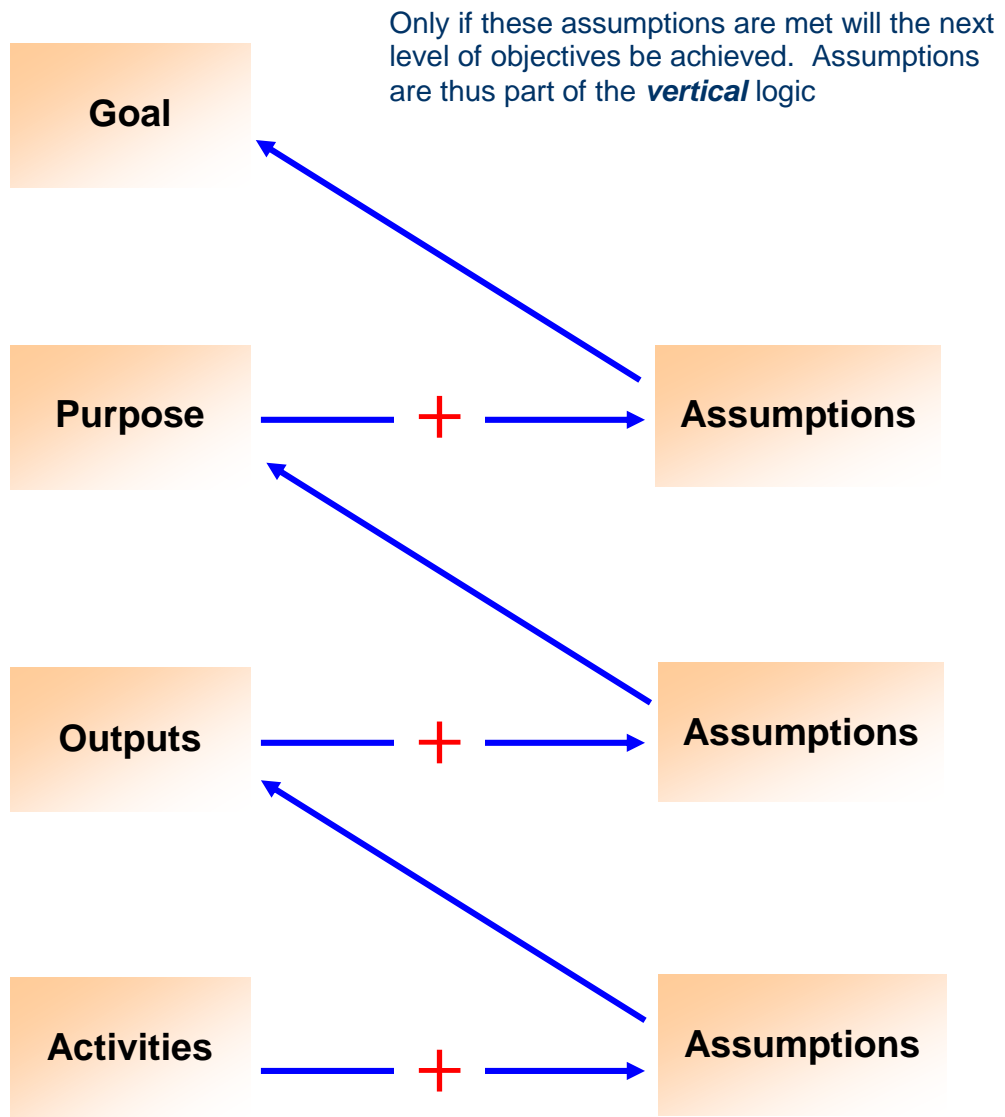 Only if these assumptions are met will the next
level of objectives be achieved. Assumptions
are thus part of the vertical logic
Goal
Purpose
+
Assumptions
Outputs
+
Assumptions
Activities
+
Assumptions